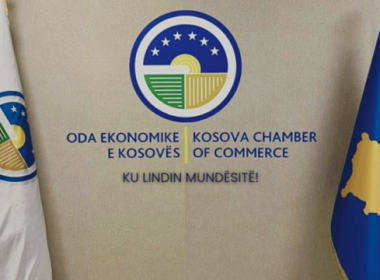 ODA EKONOMIKE
E KOSOVËS
KOSOVA CHAMBER
OF COMMERCE
KU LINDIN MUNDËSITË!